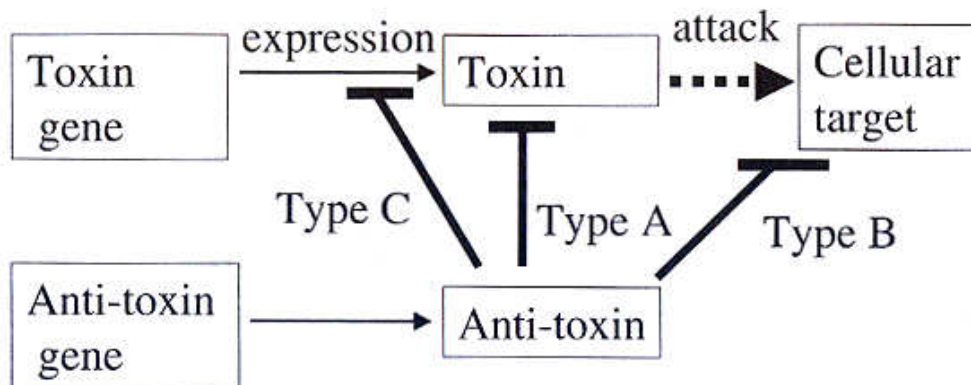 expression
attack
Toxin
gene
Toxin
Cellular
target
Type C
Type A
Type B
Anti-toxin
gene
Anti-toxin